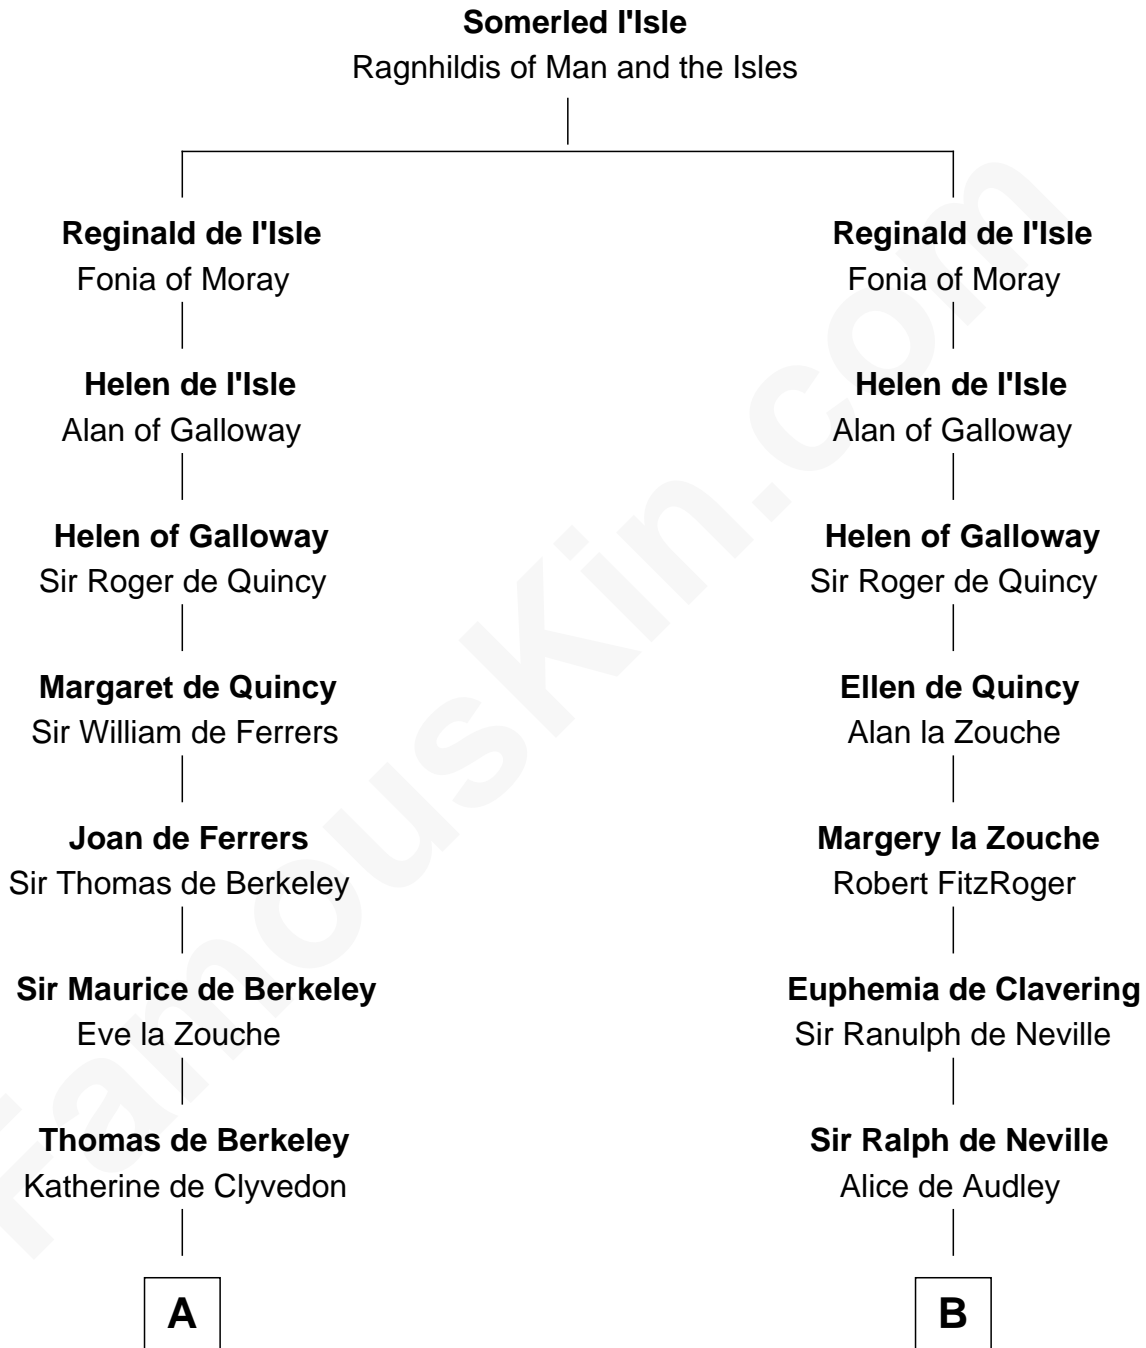 Somerled I'Isle
Ragnhildis of Man and the Isles
Reginald de I'Isle
Fonia of Moray
Helen de I'Isle
Alan of Galloway
Helen of Galloway
Sir Roger de Quincy
Margaret de Quincy
Sir William de Ferrers
Joan de Ferrers
Sir Thomas de Berkeley
Sir Maurice de Berkeley
Eve la Zouche
Thomas de Berkeley
Katherine de Clyvedon
A
Reginald de I'Isle
Fonia of Moray
Helen de I'Isle
Alan of Galloway
Helen of Galloway
Sir Roger de Quincy
Ellen de Quincy
Alan la Zouche
Margery la Zouche
Robert FitzRoger
Euphemia de Clavering
Sir Ranulph de Neville
Sir Ralph de Neville
Alice de Audley
B
FamousKin.com